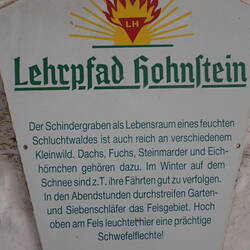 LH
Lehrpfad Hohnstein
Der Schindergraben als Lebensraum eines feuchten
Schluchtwaldes ist auch reich an verschiedenem
Kleinwild. Dachs, Fuchs, Steinmarder und Eich-
hörnchen gehören dazu. Im Winter auf dem
Schnee sind z.T. ihre Fährten gut zu verfolgen.
In den Abendstunden durchstreifen Garten-
und Siebenschläfer das Felsgebiet. Hoch
oben am Fels leuchtet hier eine prächtige
Schwefelflechte!